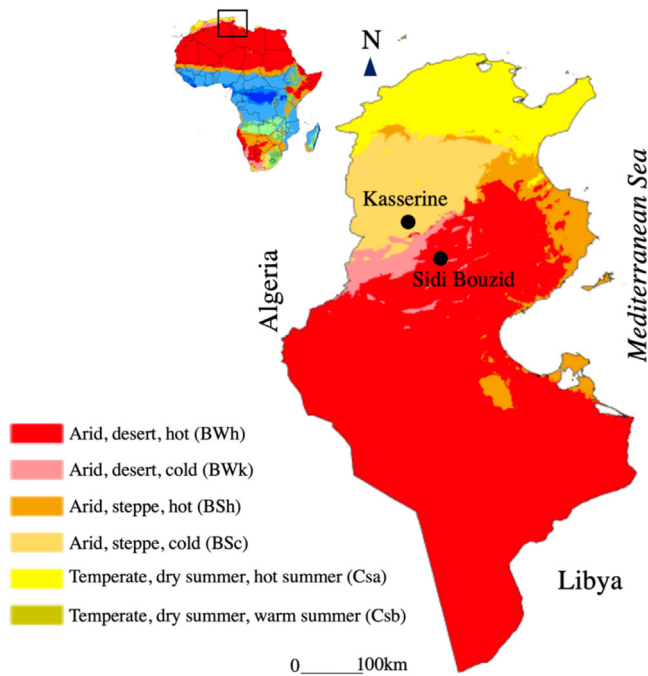 N
Kasserine
Sidi Bouzid
Algeria
Mediterranean Sea
Arid, desert, hot (BWh)
Arid, desert, cold (BWk)
Arid, steppe, hot (BSh)
Arid, steppe, cold (BSc)
Temperate, dry summer, hot summer (Csa)
Temperate, dry summer, warm summer (Csb)
Libya
0 100km